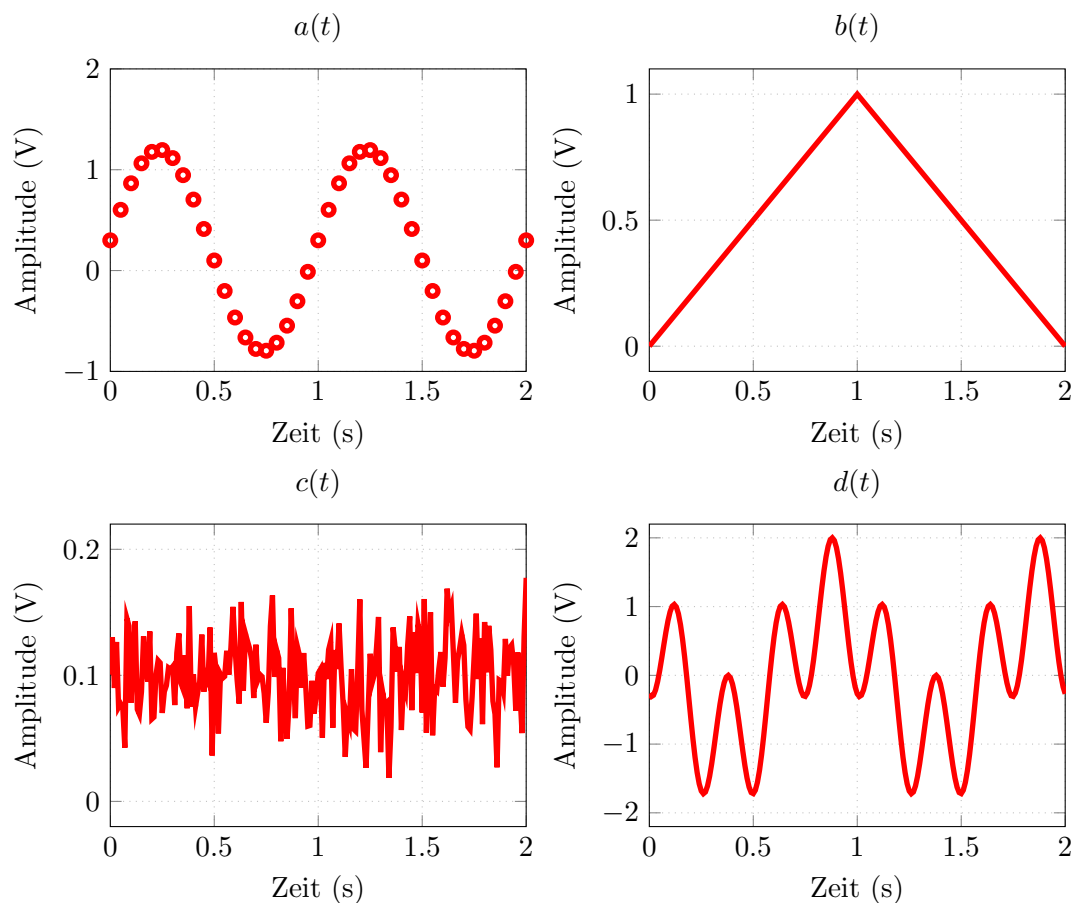 a(t)
2
1
0
−1
Amplitude (V)
0 0.5 1 1.5 2
Zeit (s)
b(t)
1
0.5
0
Amplitude (V)
0 0.5 1 1.5 2
Zeit (s)
c(t)
0.2
0.1
0
Amplitude (V)
0 0.5 1 1.5 2
Zeit (s)
d(t)
2
1
0
−1
−2
Amplitude (V)
0 0.5 1 1.5 2
Zeit (s)